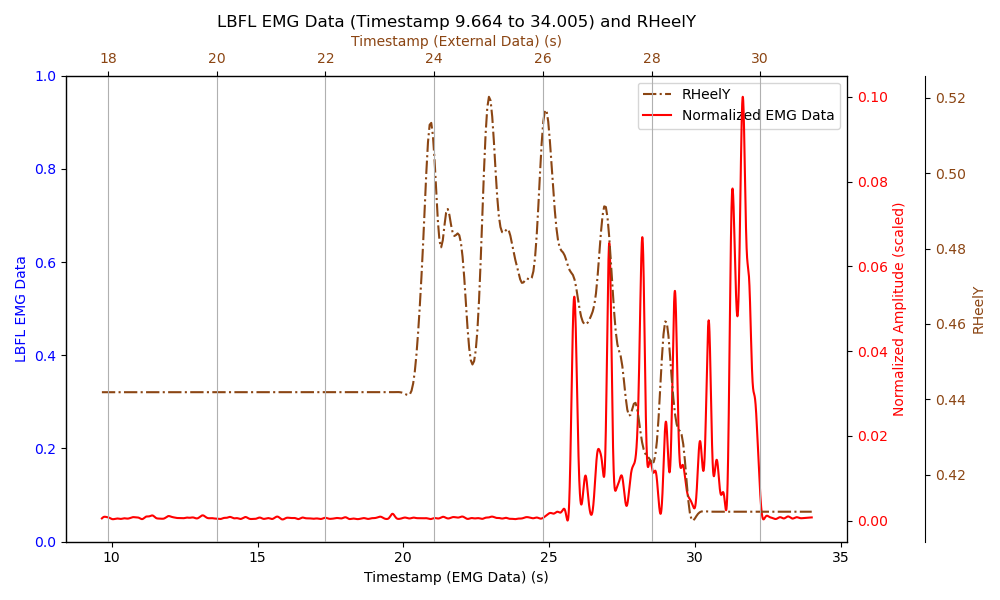 LBFL EMG Data (Timestamp 9.664 to 34.005) and RHeelY
Timestamp (External Data) (s)
18 20 22 24 26 28 30
RHeelY
Normalized EMG Data
LBFL EMG Data
1.0
0.8
0.6
0.4
0.2
0.0
0.10
0.08
0.06
0.04
0.02
0.00
Normalized Amplitude (scaled)
0.52
0.50
0.48
0.46
0.44
0.42
RHeelY
10 15 20 25 30 35
Timestamp (EMG Data) (s)